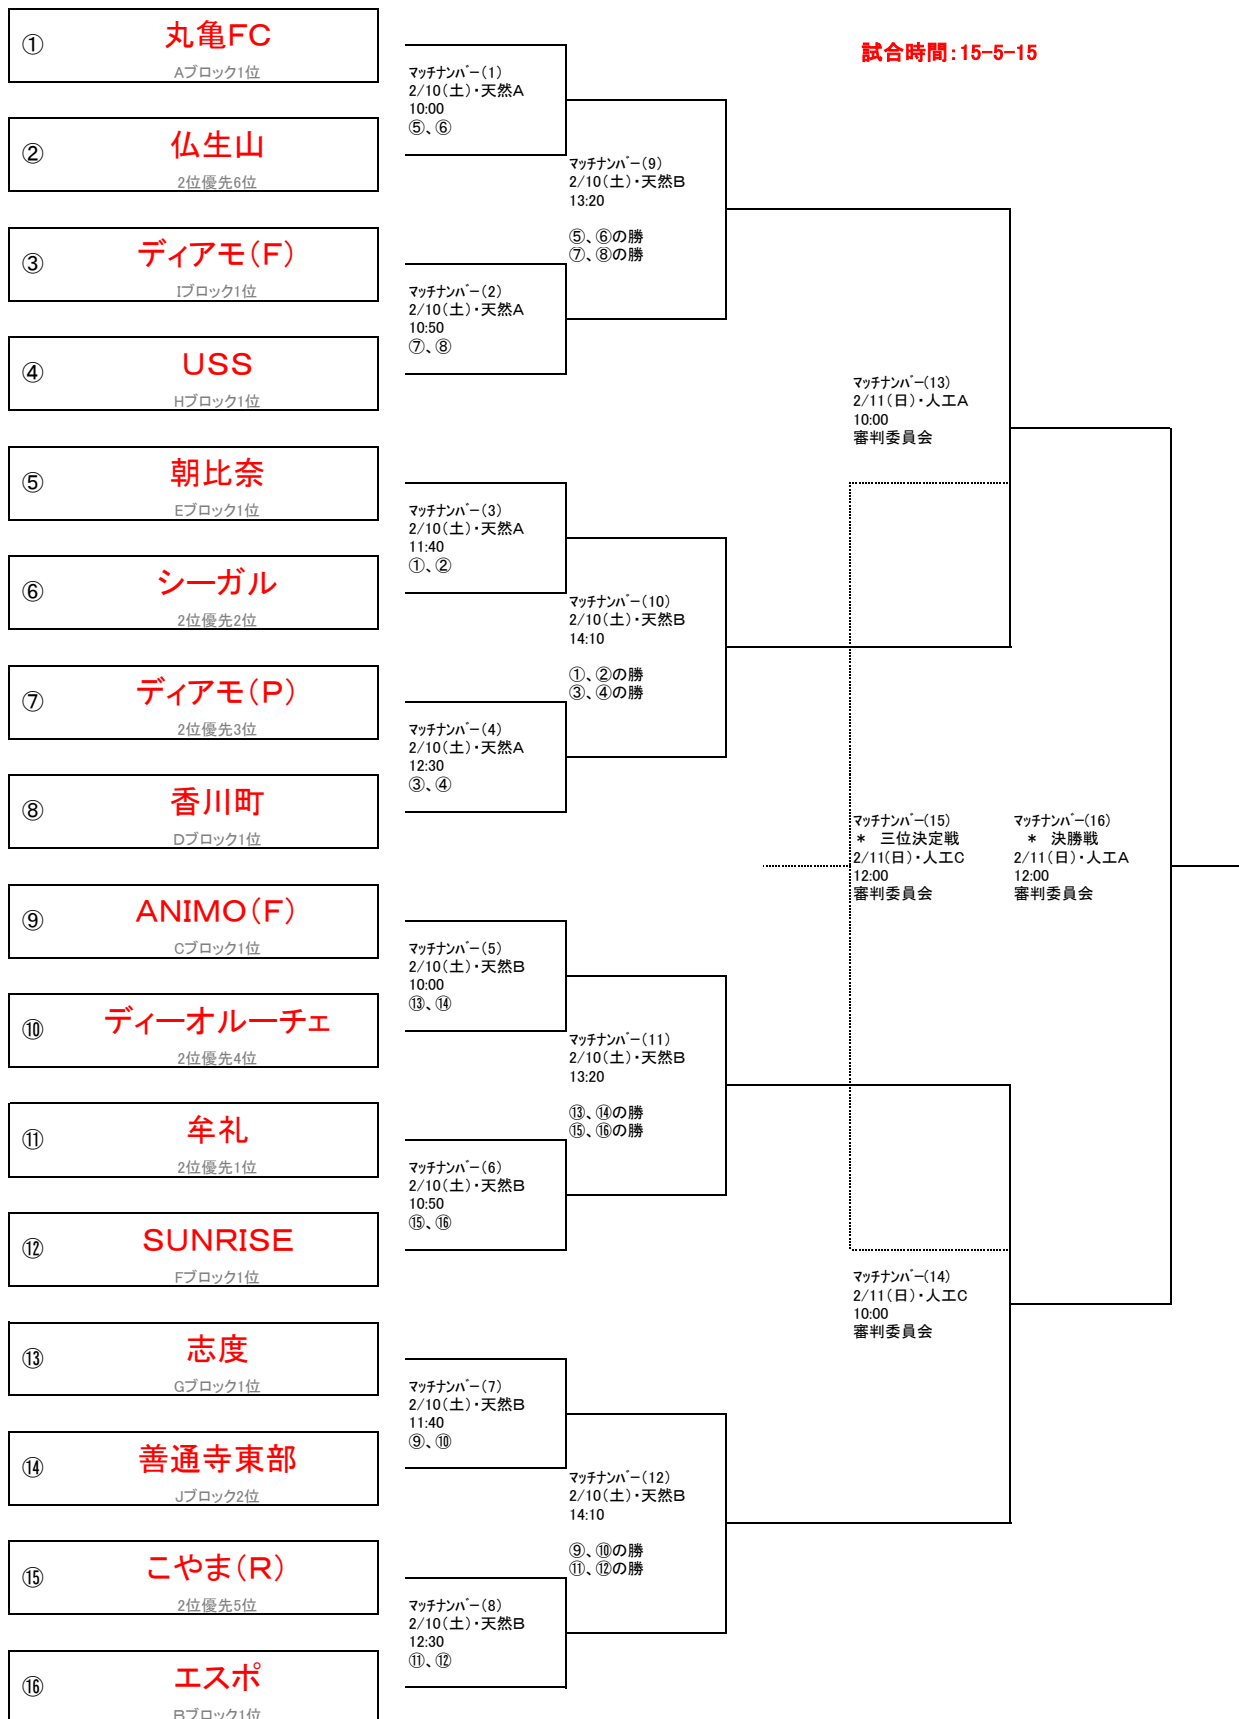 試合時間：15-5-15
① 丸亀FC
Aブロック1位
② 仏生山
2位優先6位
③ ディアモ（F）
Iブロック1位
④ USS
Hブロック1位
⑤ 朝比奈
Eブロック1位
⑥ シーガル
2位優先2位
⑦ ディアモ（P）
2位優先3位
⑧ 香川町
Dブロック1位
⑨ ANIMO（F）
Cブロック1位
⑩ ディーオルーチェ
2位優先4位
⑪ 牟礼
2位優先1位
⑫ SUNRISE
Fブロック1位
⑬ 志度
Gブロック1位
⑭ 善通寺東部
Jブロック2位
⑮ こやま（R）
2位優先5位
⑯ エスポ
Bブロック1位
マッチナンバー(1)
2/10(土)・天然A
10:00
⑤、⑥
マッチナンバー(2)
2/10(土)・天然A
10:50
⑦、⑧
マッチナンバー(3)
2/10(土)・天然A
11:40
①、②
マッチナンバー(4)
2/10(土)・天然A
12:30
③、④
マッチナンバー(5)
2/10(土)・天然B
10:00
⑬、⑭
マッチナンバー(6)
2/10(土)・天然B
10:50
⑮、⑯
マッチナンバー(7)
2/10(土)・天然B
11:40
⑨、⑩
マッチナンバー(8)
2/10(土)・天然B
12:30
⑪、⑫
マッチナンバー(9)
2/10(土)・天然B
13:20
⑤、⑥の勝
⑦、⑧の勝
マッチナンバー(10)
2/10(土)・天然B
14:10
①、②の勝
③、④の勝
マッチナンバー(11)
2/10(土)・天然B
13:20
⑬、⑭の勝
⑮、⑯の勝
マッチナンバー(12)
2/10(土)・天然B
14:10
⑨、⑩の勝
⑪、⑫の勝
マッチナンバー(13)
2/11(日)・人工A
10:00
審判委員会
マッチナンバー(14)
2/11(日)・人工C
10:00
審判委員会
マッチナンバー(15)
＊ 三位決定戦
2/11(日)・人工C
12:00
審判委員会
マッチナンバー(16)
＊ 決勝戦
2/11(日)・人工A
12:00
審判委員会